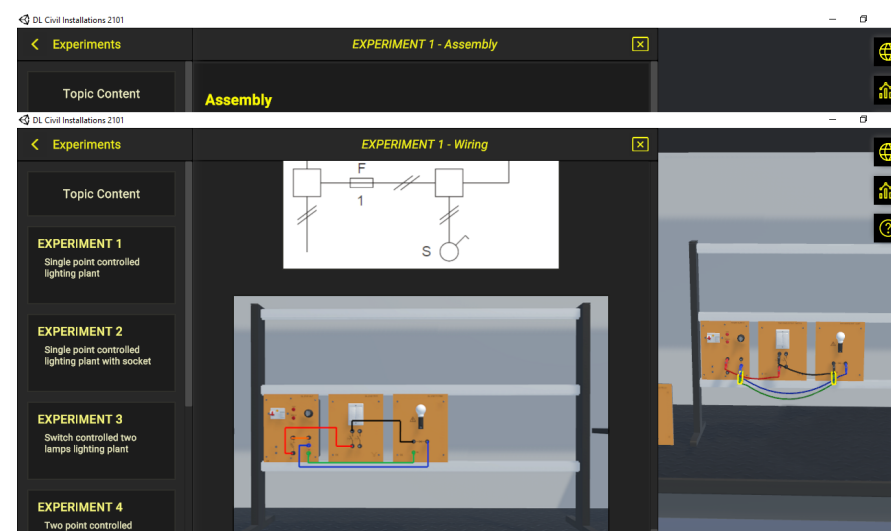 DL Civil Installations 2101
Experiments
EXPERIMENT 1 - Assembly
Topic Content
Assembly
DL Civil Installations 2101
Experiments
EXPERIMENT 1 - Wiring
Topic Content
F
1
S
EXPERIMENT 1
Single point controlled
lighting plant
EXPERIMENT 2
Single point controlled
lighting plant with socket
EXPERIMENT 3
Switch controlled two
lamps lighting plant
EXPERIMENT 4
Two point controlled